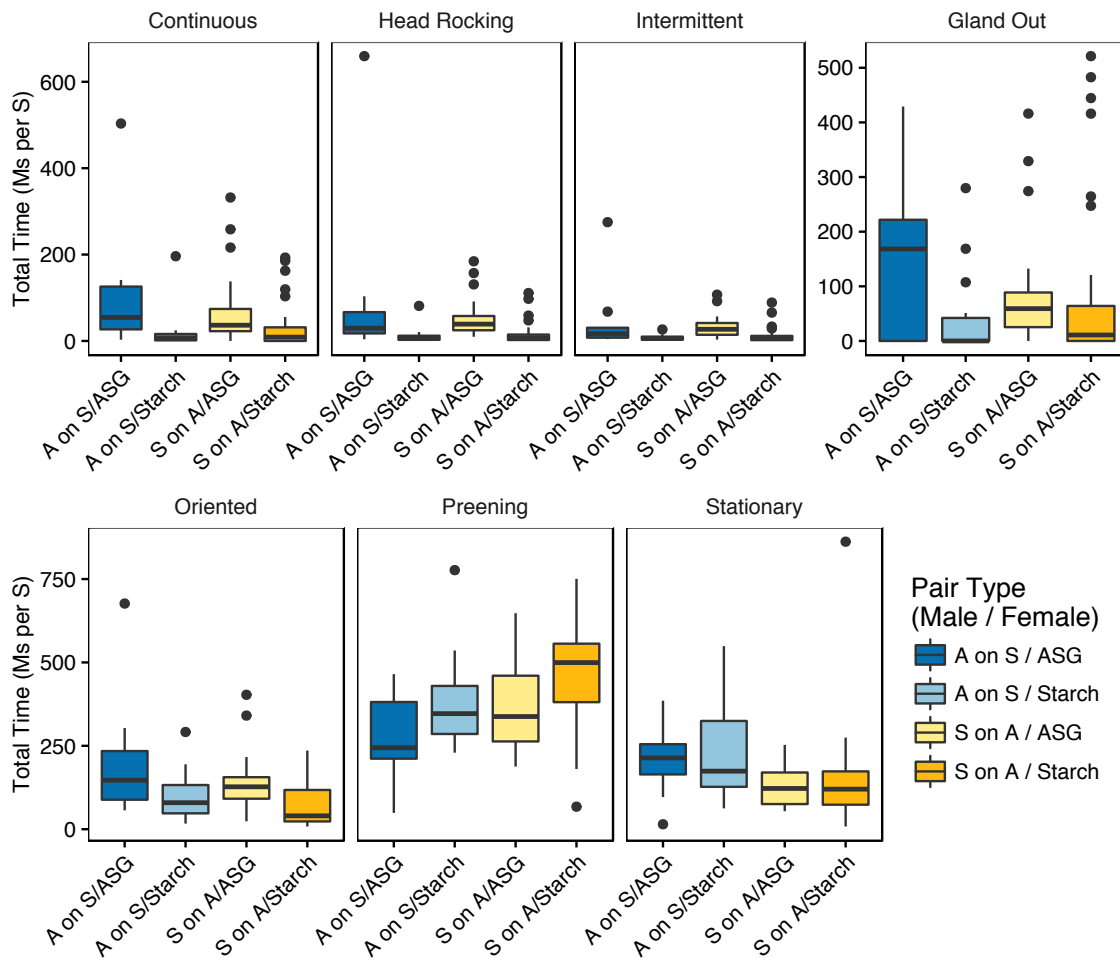 Continuous
Head Rocking
Intermittent
Gland Out
Total Time (Ms per S)
600
400
200
0
500
400
300
200
100
0
A on S/ASG
A on S/Starch
S on A/ASG
S on A/Starch
A on S/ASG
A on S/Starch
S on A/ASG
S on A/Starch
A on S/ASG
A on S/Starch
S on A/ASG
S on A/Starch
A on S/ASG
A on S/Starch
S on A/ASG
S on A/Starch
Oriented
Preening
Stationary
Total Time (Ms per S)
750
500
250
0
A on S/ASG
A on S/Starch
S on A/ASG
S on A/Starch
A on S/ASG
A on S/Starch
S on A/ASG
S on A/Starch
A on S/ASG
A on S/Starch
S on A/ASG
S on A/Starch
Pair Type
(Male / Female)
A on S / ASG
A on S / Starch
S on A / ASG
S on A / Starch